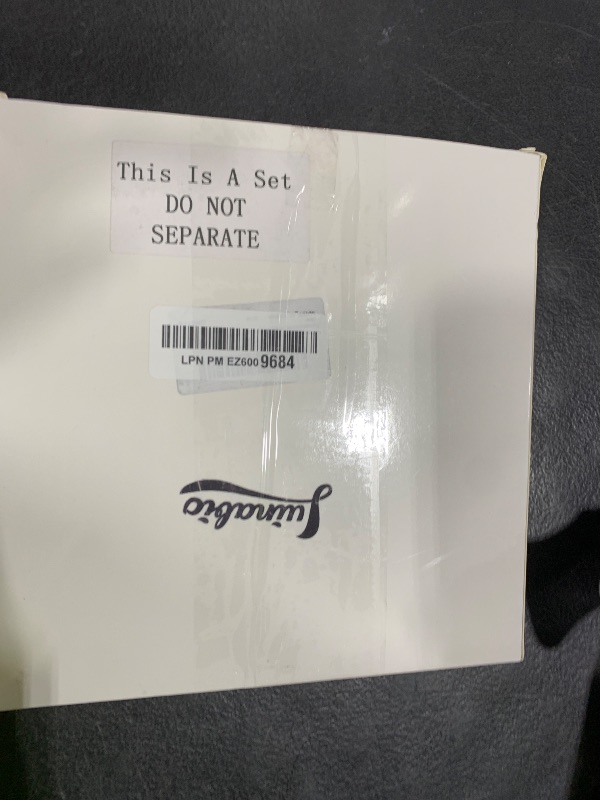 This Is A Set
DO NOT
SEPARATE
LPN PM EZ600 9684